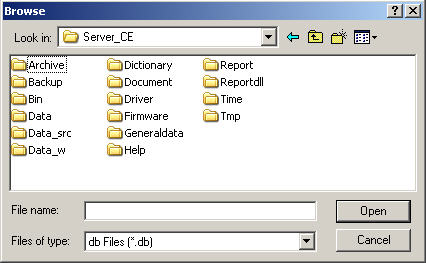 Browse
Look in: Server_CE
Archive Dictionary Report
Backup Document Reportdll
Bin Driver Time
Data Firmware Tmp
Data_src Generaldata
Data_w Help
File name: Open
Files of type: db Files (*.db) Cancel